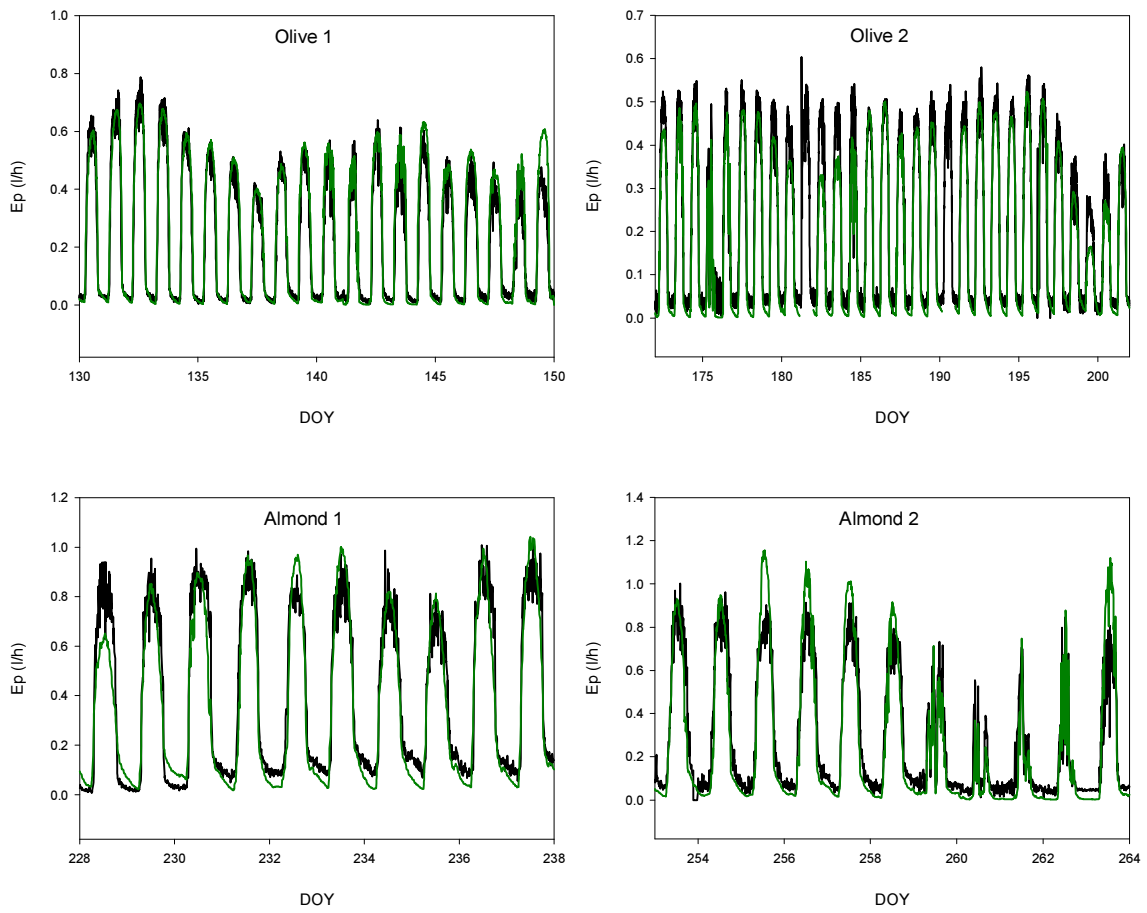 Olive 1
Ep (l/h)
1.0
0.8
0.6
0.4
0.2
0.0
130 135 140 145 150
DOY
Olive 2
Ep (l/h)
0.7
0.6
0.5
0.4
0.3
0.2
0.1
0.0
175 180 185 190 195 200
DOY
Almond 1
Ep (l/h)
1.2
1.0
0.8
0.6
0.4
0.2
0.0
228 230 232 234 236 238
DOY
Almond 2
Ep (l/h)
1.4
1.2
1.0
0.8
0.6
0.4
0.2
0.0
254 256 258 260 262 264
DOY